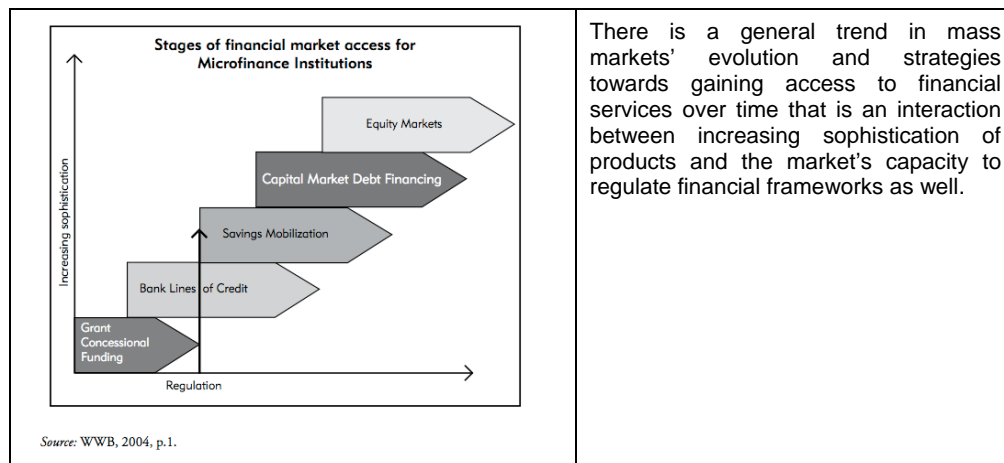 Stages of financial market access for
Microfinance Institutions
Increasing sophistication
Equity Markets
Capital Market Debt Financing
Savings Mobilization
Bank Lines of Credit
Grant
Concessional
Funding
Regulation
Source: WWB, 2004, p.1.
There is a general trend in mass
markets’ evolution and strategies
towards gaining access to financial
services over time that is an interaction
between increasing sophistication of
products and the market’s capacity to
regulate financial frameworks as well.